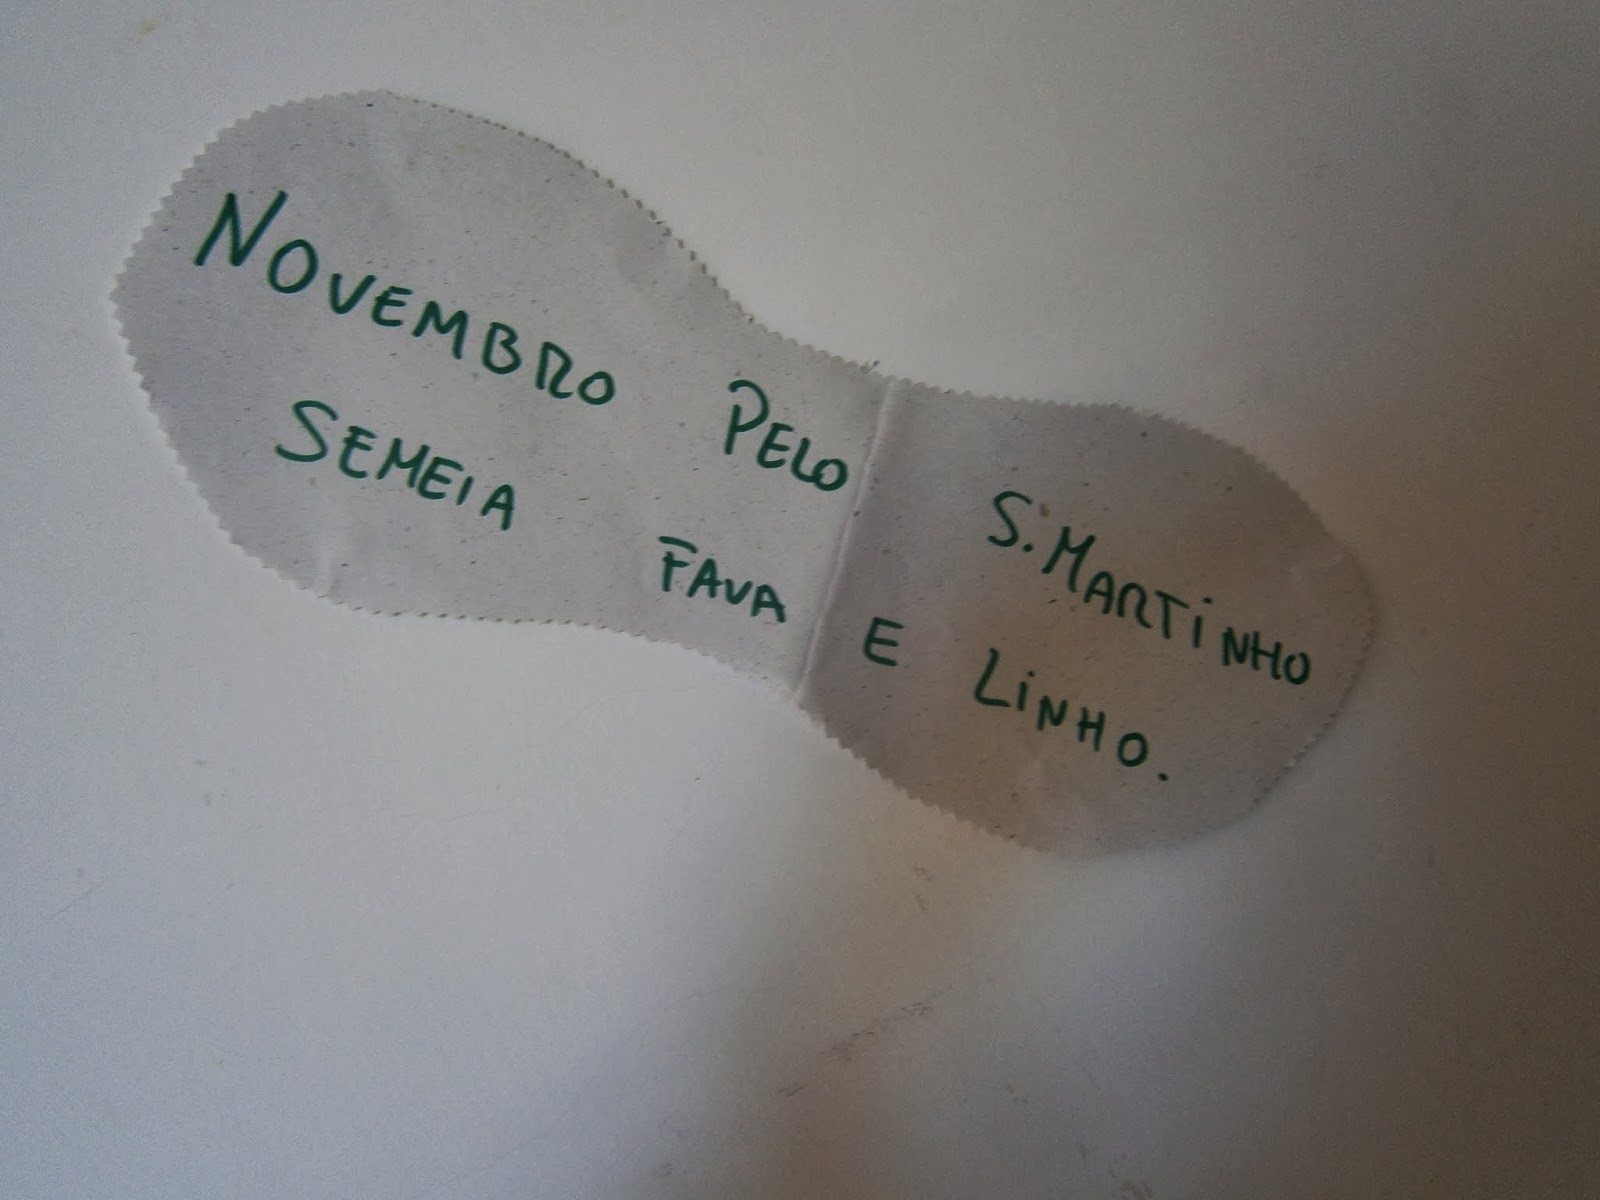 NOVEMBRO PELO S. MARTINHO
SEMEIA FAVA E LINHO.